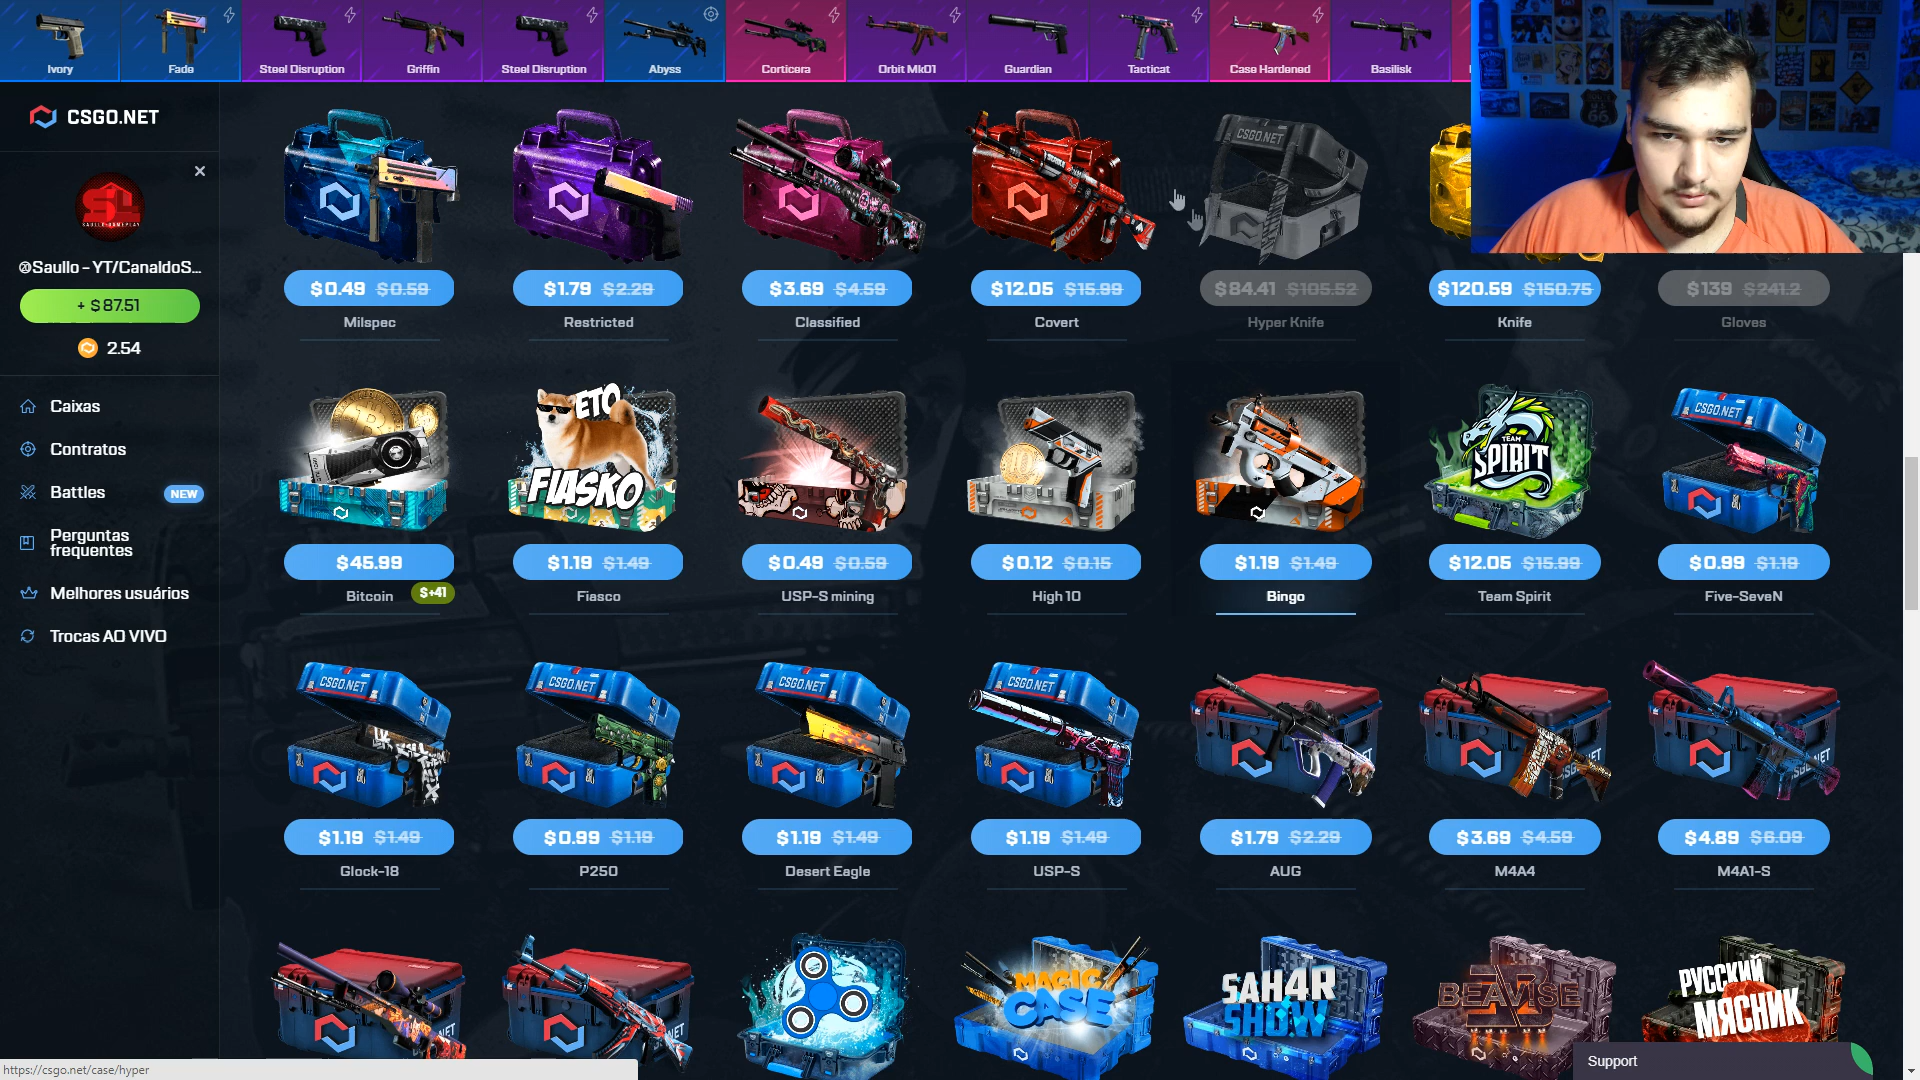 Ivory
Fade
Steel Disruption
Griffin
Steel Disruption
Abyss
Corticera
Orbit Mk01
Guardian
Tacticat
Case Hardened
Basilisk
CSGO.NET
SL
SAULLO GAMEPLAY
@Saullo - YT/CanaldoS...
+ $ 87.51
2.54
Caixas
Contratos
Battles NEW
Perguntas
frequentes
Melhores usuários
Trocas AO VIVO
CSGO.NET
VOLTAIC
$0.49 $0.59
$1.79 $2.29
$3.69 $4.59
$12.05 $15.99
$84.41 $105.52
$120.59 $150.75
$139 $241.2
Milspec
Restricted
Classified
Covert
Hyper Knife
Knife
Gloves
ETO
FIASKO
TEAM
SPIRIT
CSGO.NET
$45.99
$1.19 $1.49
$0.49 $0.59
$0.12 $0.15
$1.19 $1.49
$12.05 $15.99
$0.99 $1.19
Bitcoin $+41
Fiasco
USP-S mining
High 10
Bingo
Team Spirit
Five-SeveN
CSGO.NET
CSGO.NET
CSGO.NET
CSGO.NET
$1.19 $1.49
$0.99 $1.19
$1.19 $1.49
$1.19 $1.49
$1.79 $2.29
$3.69 $4.59
$4.89 $6.09
Glock-18
P250
Desert Eagle
USP-S
AUG
M4A4
M4A1-S
MAGIC
CASE
SAH4R
SHOW
BEAVISE
РУССКИЙ
МЯСНИК
Support
https://csgo.net/case/hyper